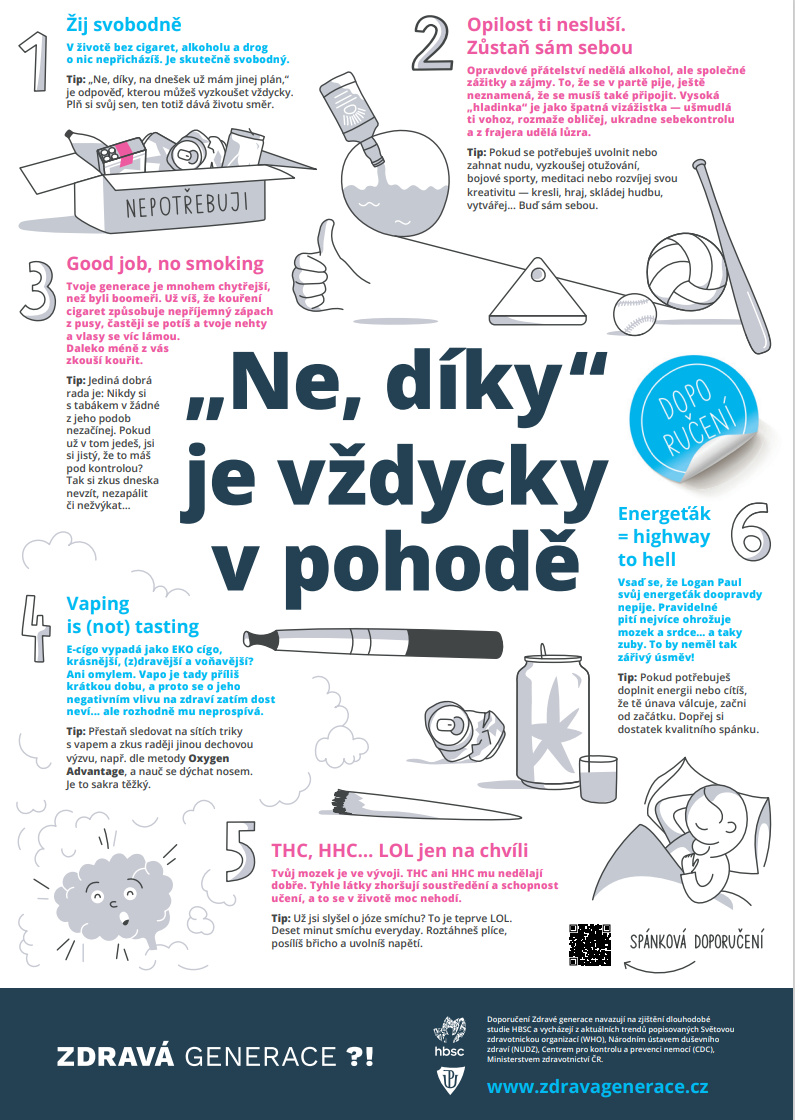 1
Žij svobodně
V životě bez cigaret, alkoholu a drog
o nic nepřicházíš. Je skutečně svobodný.
Tip: „Ne, díky, na dnešek už mám jinej plán,“
je odpověď, kterou můžeš vyzkoušet vždycky.
Plň si svůj sen, ten totiž dává životu směr.
NEPOTŘEBUJI
2
Opilost ti nesluší.
Zůstaň sám sebou
Opravdové přátelství nedělá alkohol, ale společné
zážitky a zájmy. To, že se v partě pije, ještě
neznamená, že se musíš také připojit. Vysoká
„hladinka“ je jako špatná vizážistka — ušmudlá
ti vohoz, rozmaže obličej, ukradne sebekontrolu
a z frajera udělá lůzra.
Tip: Pokud se potřebuješ uvolnit nebo
zahnat nudu, vyzkoušej otužování,
bojové sporty, meditaci nebo rozvíjej svou
kreativitu — kresli, hraj, skládej hudbu,
vytvářej... Buď sám sebou.
3
Good job, no smoking
Tvoje generace je mnohem chytřejší,
než byli boomeři. Už víš, že kouření
cigaret způsobuje nepříjemný zápach
z pusy, častěji se potíš a tvoje nehty
a vlasy se víc lámou.
Daleko méně z vás
zkouší kouřit.
Tip: Jediná dobrá
rada je: Nikdy si
s tabákem v žádné
z jeho podob
nezačínej. Pokud
už v tom jedeš, jsi
si jistý, že to máš
pod kontrolou?
Tak si zkus dneska
nevzít, nezapálit
či nežvýkat...
„Ne, díky“
je vždycky
v pohodě
DOPO
RUČENÍ
4
Vaping
is (not) tasting
E-cígo vypadá jako EKO cígo,
krásnější, (z)dravější a voňavější?
Ani omylem. Vapo je tady příliš
krátkou dobu, a proto se o jeho
negativním vlivu na zdraví zatím dost
neví... ale rozhodně mu neprospívá.
Tip: Přestaň sledovat na sítích triky
s vapem a zkus raději jinou dechovou
výzvu, např. dle metody Oxygen
Advantage, a nauč se dýchat nosem.
Je to sakra těžký.
6
Energeťák
= highway
to hell
Vsaď se, že Logan Paul
svůj energeťák doopravdy
nepije. Pravidelné
pití nejvíce ohrožuje
mozek a srdce... a taky
zuby. To by neměl tak
zářivý úsměv!
Tip: Pokud potřebuješ
doplnit energii nebo cítíš,
že tě únava válcuje, začni
od začátku. Dopřej si
dostatek kvalitního spánku.
5
THC, HHC... LOL jen na chvíli
Tvůj mozek je ve vývoji. THC ani HHC mu nedělají
dobře. Tyhle látky zhoršují soustředění a schopnost
učení, a to se v životě moc nehodí.
Tip: Už jsi slyšel o józe smíchu? To je teprve LOL.
Deset minut smíchu everyday. Roztáhneš plíce,
posílíš břicho a uvolníš napětí.
SPÁNKOVÁ DOPORUČENÍ
ZDRAVÁ GENERACE ?!
hbsc
Doporučení Zdravé generace navazují na zjištění dlouhodobé
studie HBSC a vycházejí z aktuálních trendů popisovaných Světovou
zdravotnickou organizací (WHO), Národním ústavem duševního
zdraví (NUDZ), Centrem pro kontrolu a prevenci nemocí (CDC),
Ministerstvem zdravotnictví ČR.
www.zdravagenerace.cz